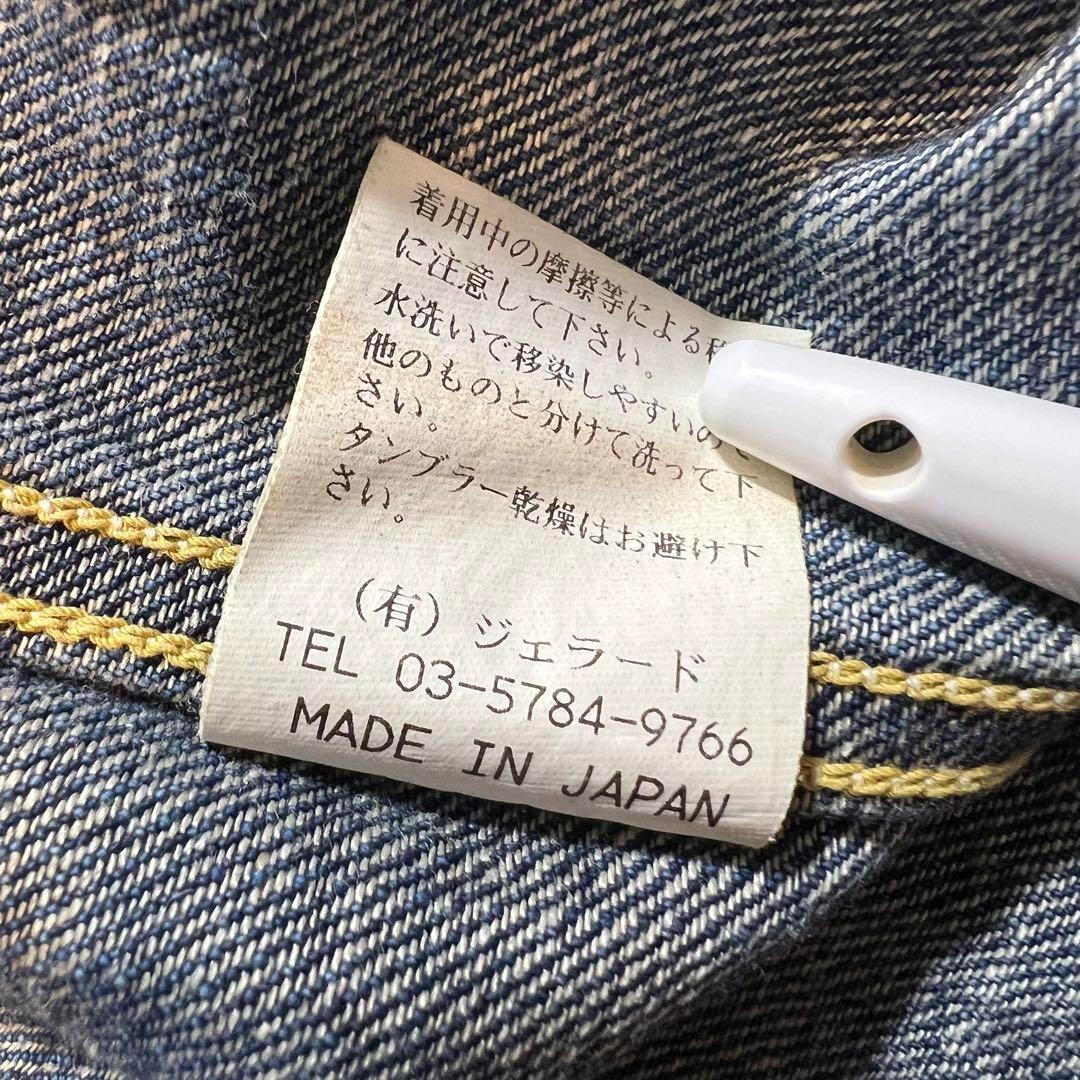 着用中の摩擦等による移
に注意して下さい。
水洗いで移染しやすいので
他のものと分けて洗って下
さい。
タンブラー乾燥はお避け下
さい。
(有) ジェラード
TEL 03-5784-9766
MADE IN JAPAN